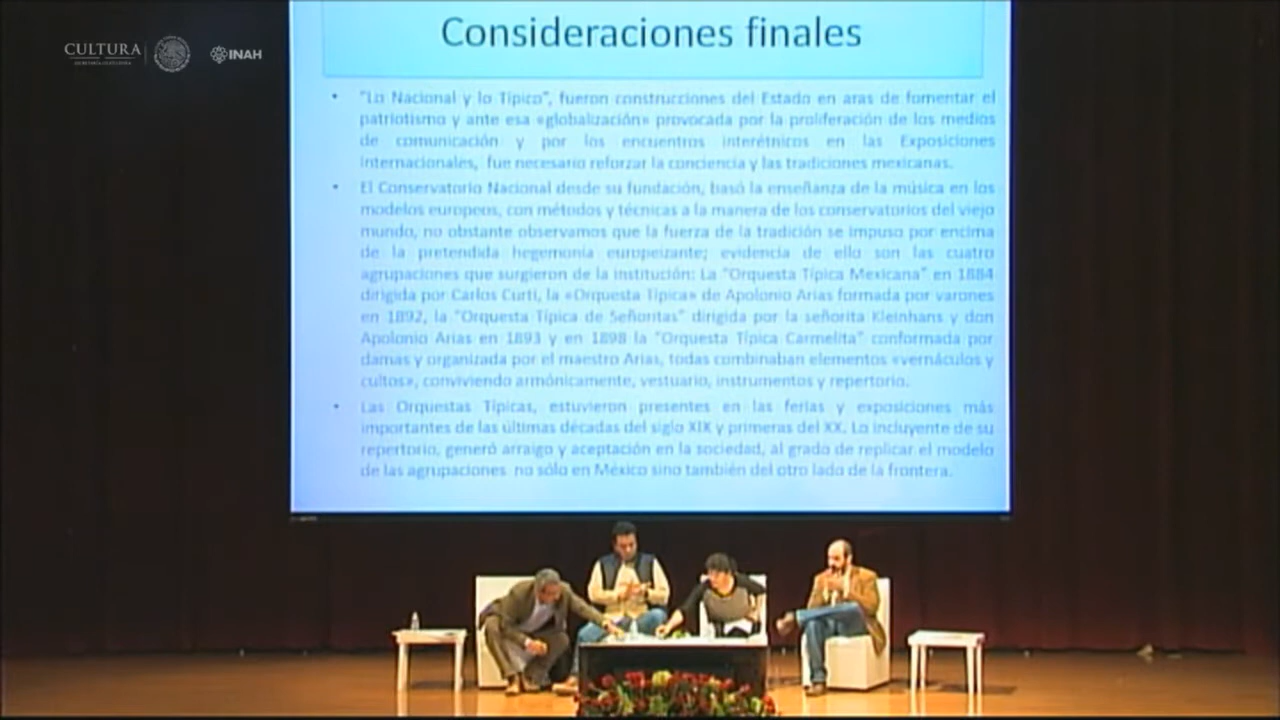 CULTURA
SECRETARÍA DE CULTURA
INAH
Consideraciones finales
• "Lo Nacional y lo Típico", fueron construcciones del Estado en aras de fomentar el
patriotismo y ante esa «globalización» provocada por la proliferación de los medios
de comunicación y por los encuentros interétnicos en las Exposiciones
internacionales, fue necesario reforzar la conciencia y las tradiciones mexicanas.
• El Conservatorio Nacional desde su fundación, basó la enseñanza de la música en los
modelos europeos, con métodos y técnicas a la manera de los conservatorios del viejo
mundo, no obstante observamos que la fuerza de la tradición se impuso por encima
de la pretendida hegemonía europeizante; evidencia de ello son las cuatro
agrupaciones que surgieron de la institución: La "Orquesta Típica Mexicana" en 1884
dirigida por Carlos Curti, la «Orquesta Típica» de Apolonio Arias formada por varones
en 1892, la "Orquesta Típica de Señoritas" dirigida por la señorita Kleinhans y don
Apolonio Arias en 1893 y en 1898 la "Orquesta Típica Carmelita" conformada por
damas y organizada por el maestro Arias, todas combinaban elementos «vernáculos y
cultos», conviviendo armónicamente, vestuario, instrumentos y repertorio.
• Las Orquestas Típicas, estuvieron presentes en las ferias y exposiciones más
importantes de las últimas décadas del siglo XIX y primeras del XX. Lo incluyente de su
repertorio, generó arraigo y aceptación en la sociedad, al grado de replicar el modelo
de las agrupaciones no sólo en México sino también del otro lado de la frontera.